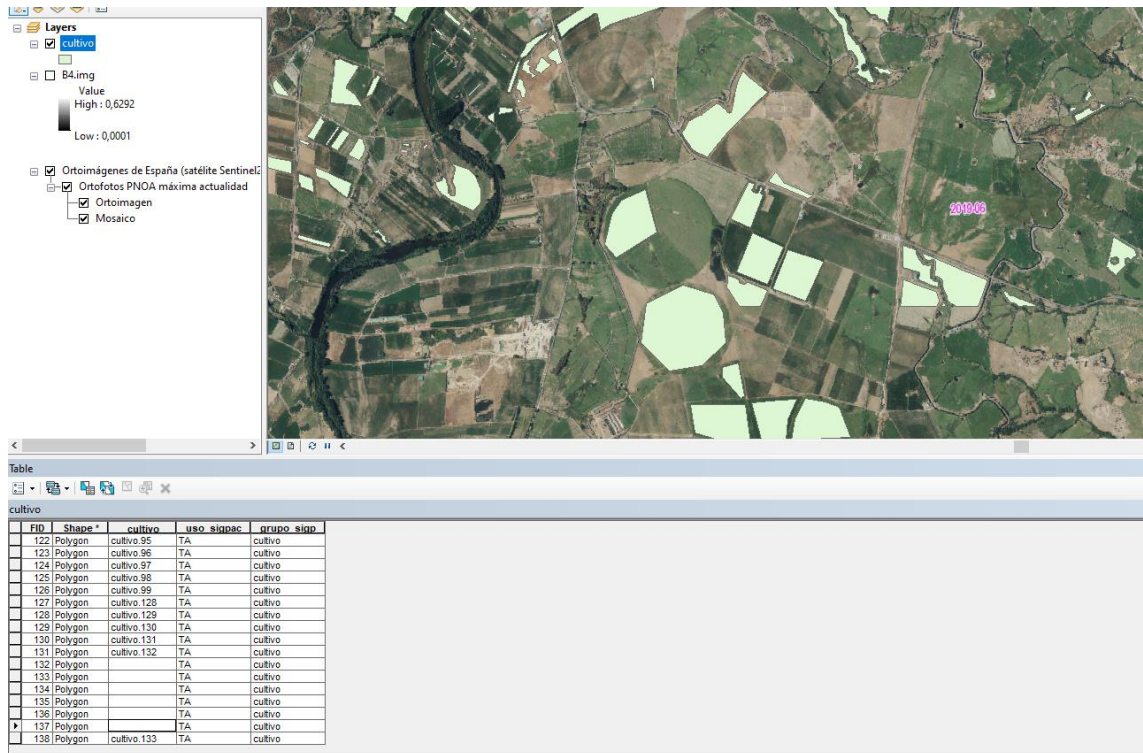 Layers
cultivo
B4.img
Value
High : 0,6292
Low : 0,0001
Ortoimágenes de España (satélite Sentinel2
Ortofotos PNOA máxima actualidad
Ortoimagen
Mosaico
2019-06
Table
cultivo
FID Shape * cultivo uso_sigpac grupo_sigp
122 Polygon cultivo.95 TA cultivo
123 Polygon cultivo.96 TA cultivo
124 Polygon cultivo.97 TA cultivo
125 Polygon cultivo.98 TA cultivo
126 Polygon cultivo.99 TA cultivo
127 Polygon cultivo.128 TA cultivo
128 Polygon cultivo.129 TA cultivo
129 Polygon cultivo.130 TA cultivo
130 Polygon cultivo.131 TA cultivo
131 Polygon cultivo.132 TA cultivo
132 Polygon TA cultivo
133 Polygon TA cultivo
134 Polygon TA cultivo
135 Polygon TA cultivo
136 Polygon TA cultivo
137 Polygon TA cultivo
138 Polygon cultivo.133 TA cultivo